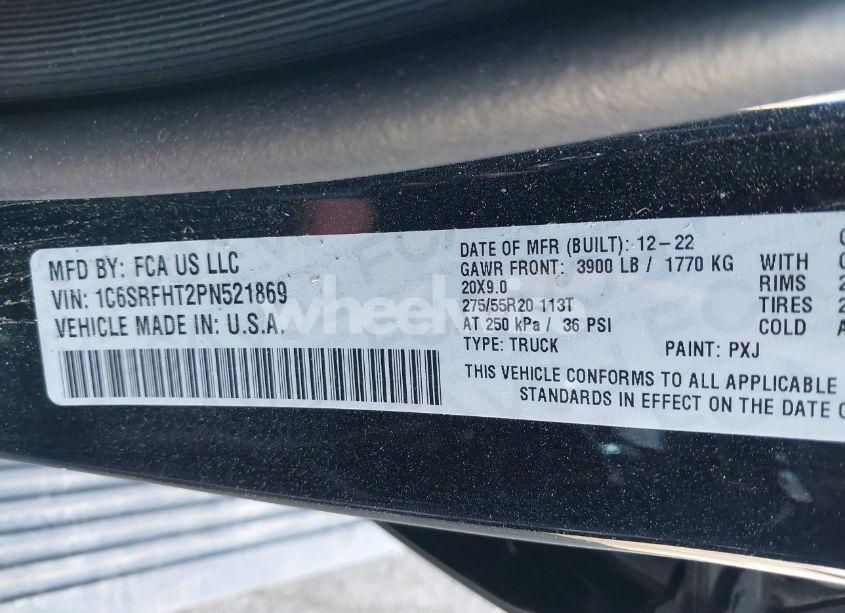 MFD BY: FCA US LLC
VIN: 1C6SRFHT2PN521869
VEHICLE MADE IN: U.S.A.
DATE OF MFR (BUILT): 12-22
GAWR FRONT: 3900 LB / 1770 KG WITH
20X9.0 RIMS
275/55R20 113T TIRES
AT 250 kPa / 36 PSI COLD
TYPE: TRUCK PAINT: PXJ
THIS VEHICLE CONFORMS TO ALL APPLICABLE
STANDARDS IN EFFECT ON THE DATE